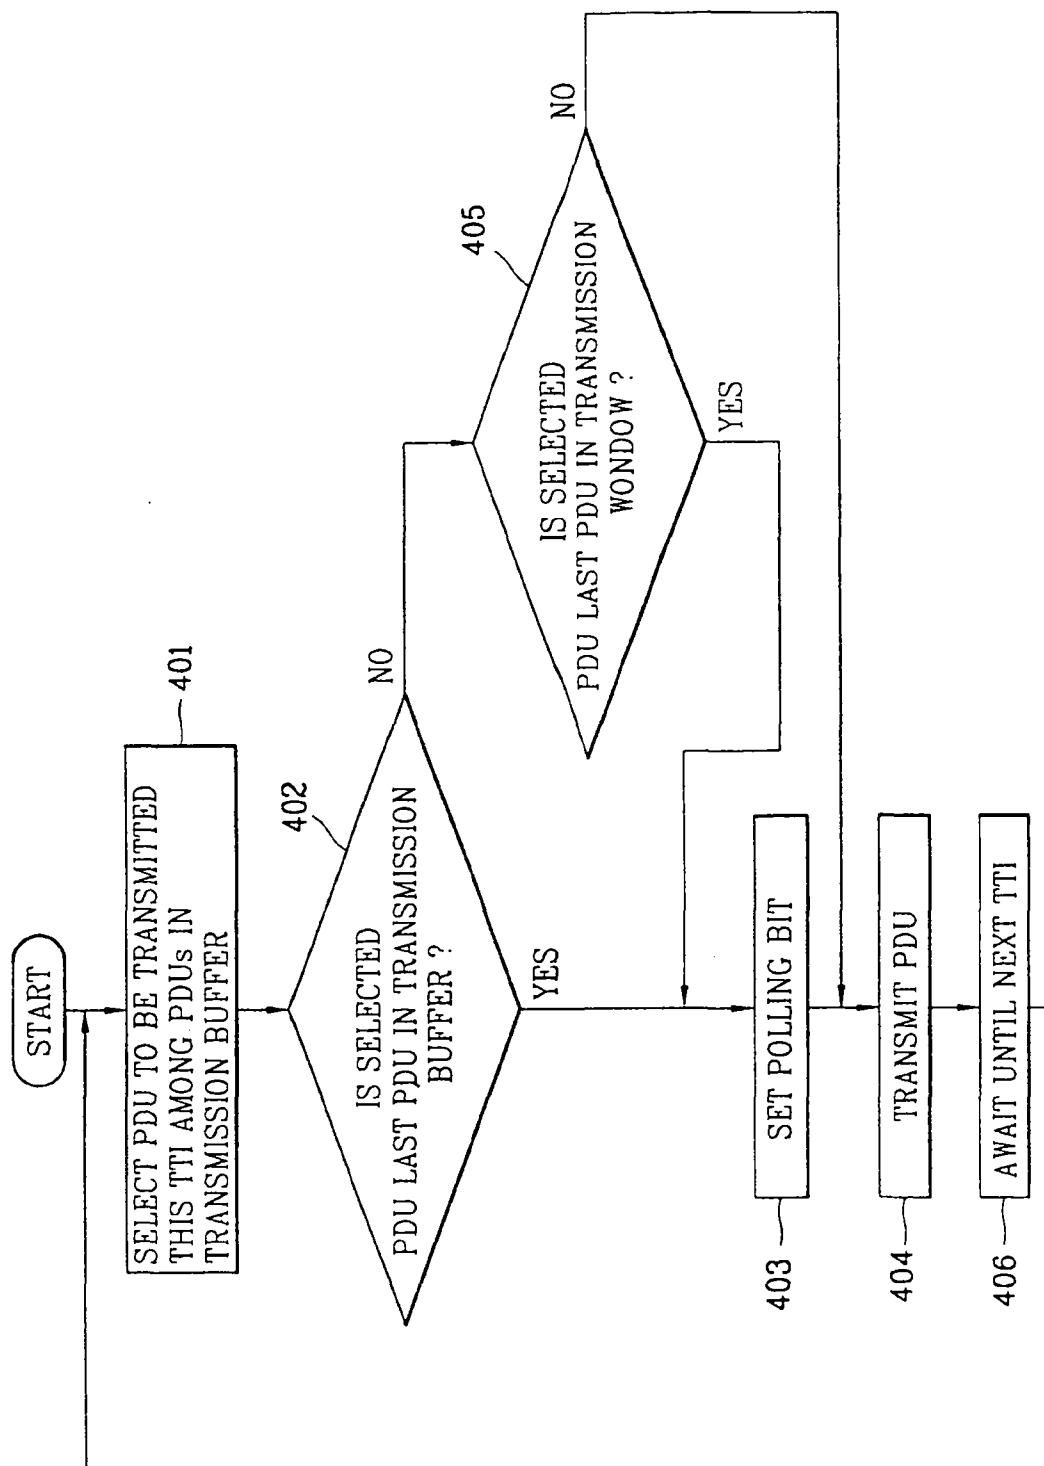 START
SELECT PDU TO BE TRANSMITTED
THIS TTI AMONG PDUs IN
TRANSMISSION BUFFER
401
IS SELECTED
PDU LAST PDU IN TRANSMISSION
BUFFER ?
402
NO
YES
IS SELECTED
PDU LAST PDU IN TRANSMISSION
WONDOW ?
405
NO
YES
SET POLLING BIT
403
TRANSMIT PDU
404
AWAIT UNTIL NEXT TTI
406